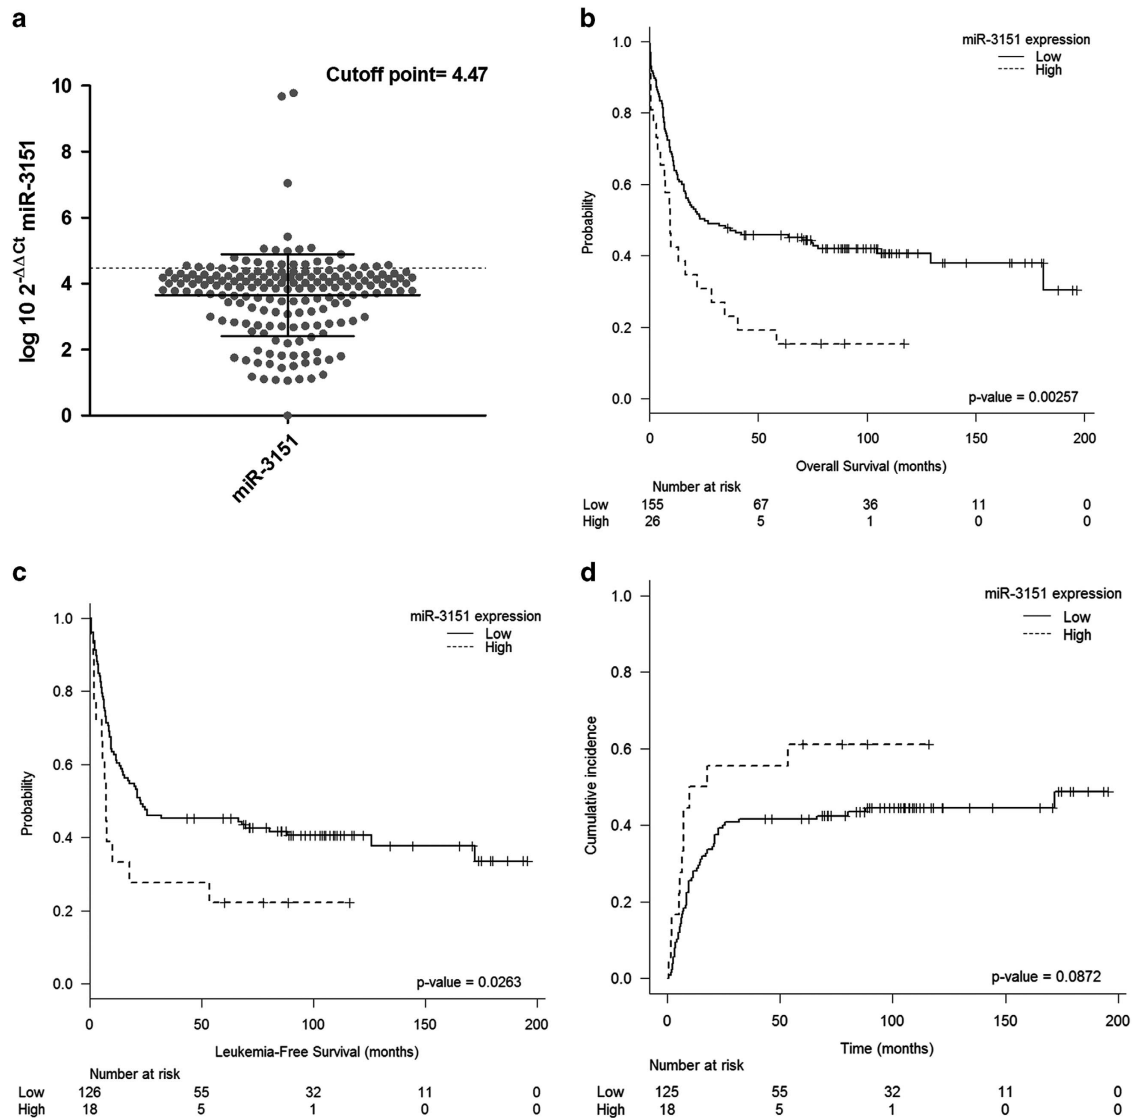 a
Cutoff point= 4.47
log 10 2-ΔΔCt miR-3151
10
8
6
4
2
0
miR-3151
b
miR-3151 expression
Low
High
Probability
1.0
0.8
0.6
0.4
0.2
0.0
p-value = 0.00257
0 50 100 150 200
Overall Survival (months)
Number at risk
Low 155 67 36 11 0
High 26 5 1 0 0
c
miR-3151 expression
Low
High
Probability
1.0
0.8
0.6
0.4
0.2
0.0
p-value = 0.0263
0 50 100 150 200
Leukemia-Free Survival (months)
Number at risk
Low 126 55 32 11 0
High 18 5 1 0 0
d
miR-3151 expression
Low
High
Cumulative incidence
1.0
0.8
0.6
0.4
0.2
0.0
p-value = 0.0872
0 50 100 150 200
Time (months)
Number at risk
Low 125 55 32 11 0
High 18 5 1 0 0